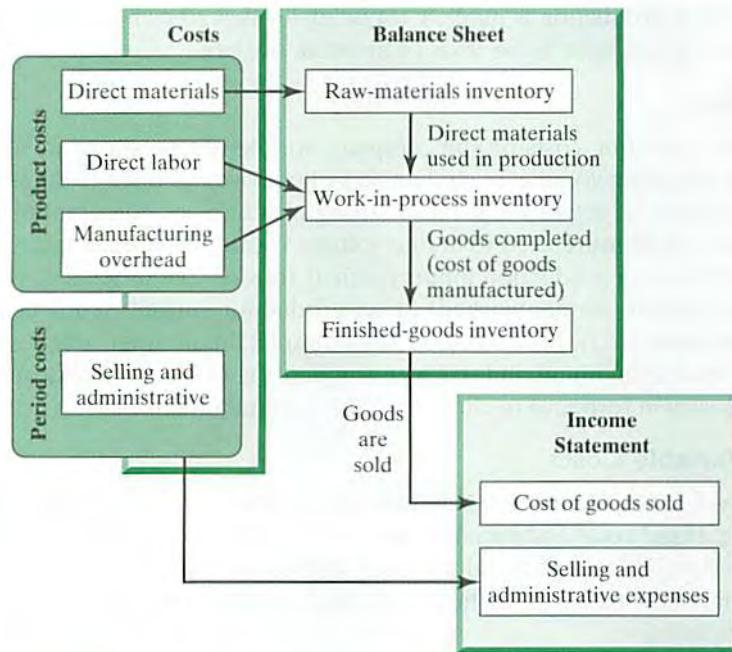 Costs
Balance Sheet
Product costs
Direct materials
Direct labor
Manufacturing
overhead
Raw-materials inventory
Direct materials
used in production
Work-in-process inventory
Goods completed
(cost of goods
manufactured)
Finished-goods inventory
Period costs
Selling and
administrative
Goods
are
sold
Income
Statement
Cost of goods sold
Selling and
administrative expenses